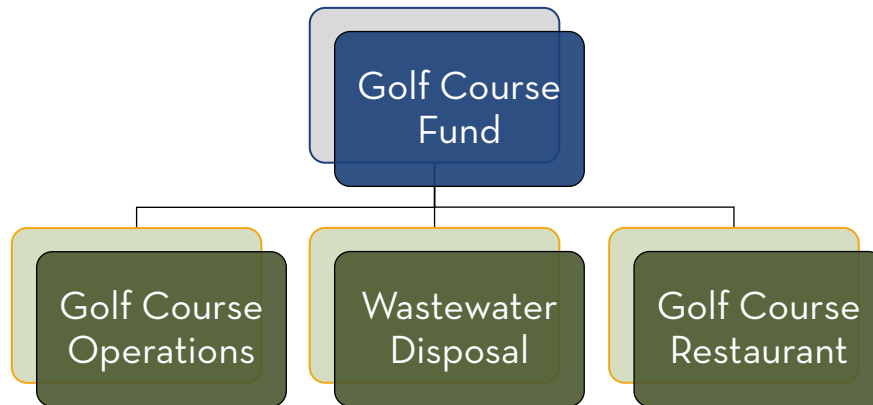 Golf Course
Fund
Golf Course
Operations
Wastewater
Disposal
Golf Course
Restaurant